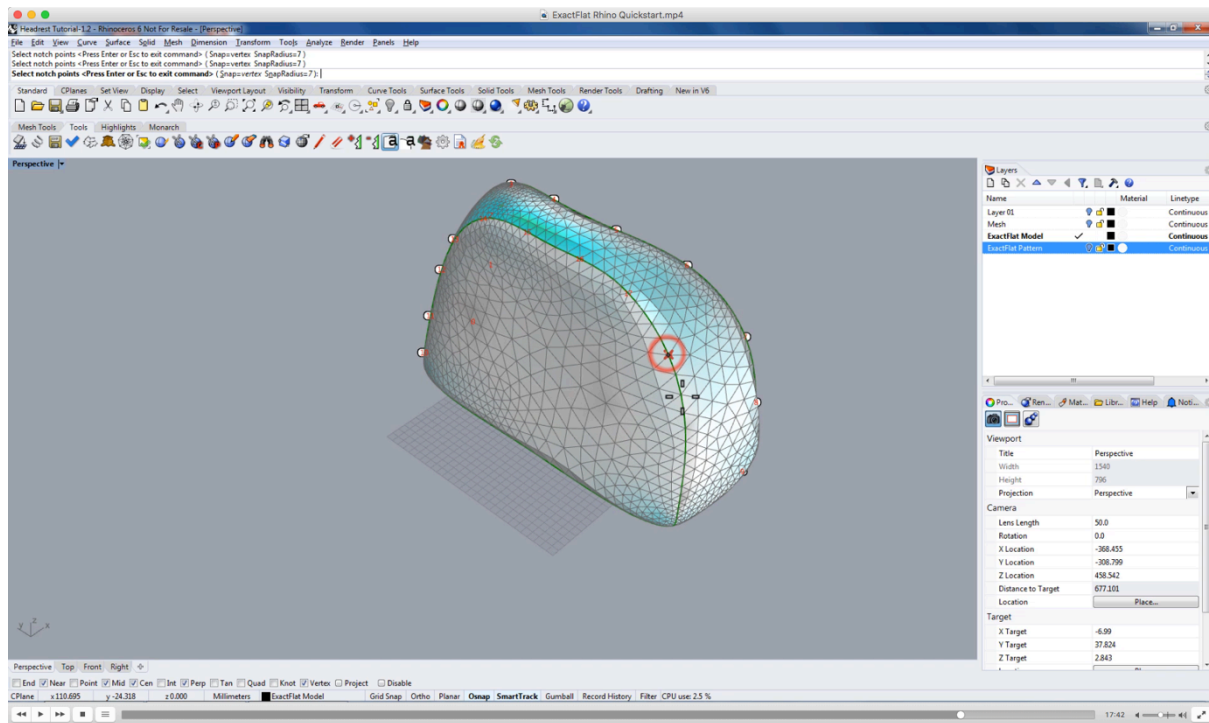 ExactFlat Rhino Quickstart.mp4
Headrest Tutorial-1.2 - Rhinoceros 6 Not For Resale - [Perspective]
File Edit View Curve Surface Solid Mesh Dimension Transform Tools Analyze Render Panels Help
Select notch points <Press Enter or Esc to exit command> ( Snap=vertex SnapRadius=7 )
Select notch points <Press Enter or Esc to exit command> ( Snap=vertex SnapRadius=7 )
Select notch points <Press Enter or Esc to exit command> ( Snap=vertex SnapRadius=7 ):
Standard CPlanes Set View Display Select Viewport Layout Visibility Transform Curve Tools Surface Tools Solid Tools Mesh Tools Render Tools Drafting New in V6
Mesh Tools Tools Highlights Monarch
Perspective
Layers
Name Material Linetype
Layer 01 Continuous
Mesh Continuous
ExactFlat Model Continuous
ExactFlat Pattern Continuous
Pro... Ren... Mat... Libr... Help Noti...
Viewport
Title Perspective
Width 1540
Height 796
Projection Perspective
Camera
Lens Length 50.0
Rotation 0.0
X Location -368.455
Y Location -308.799
Z Location 458.542
Distance to Target 677.101
Location Place...
Target
X Target -6.99
Y Target 37.824
Z Target 2.843
y z x
Perspective Top Front Right
End Near Point Mid Cen Int Perp Tan Quad Knot Vertex Project Disable
CPlane x 110.695 y -24.318 z 0.000 Millimeters ExactFlat Model Grid Snap Ortho Planar Osnap SmartTrack Gumball Record History Filter CPU use: 2.5 %
17:42